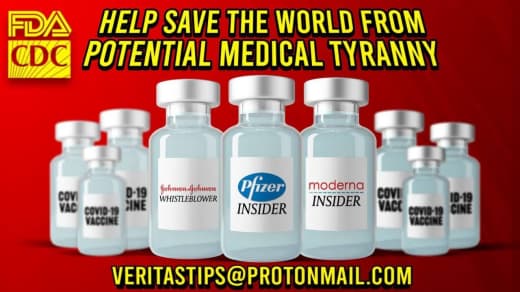 FDA
CDC
HELP SAVE THE WORLD FROM
POTENTIAL MEDICAL TYRANNY
Johnson&Johnson
WHISTLEBLOWER
Pfizer
INSIDER
moderna
INSIDER
COVID-19
VACCINE
COVID-19
VACCINE
COVID-19
VACCINE
VERITASTIPS@PROTONMAIL.COM